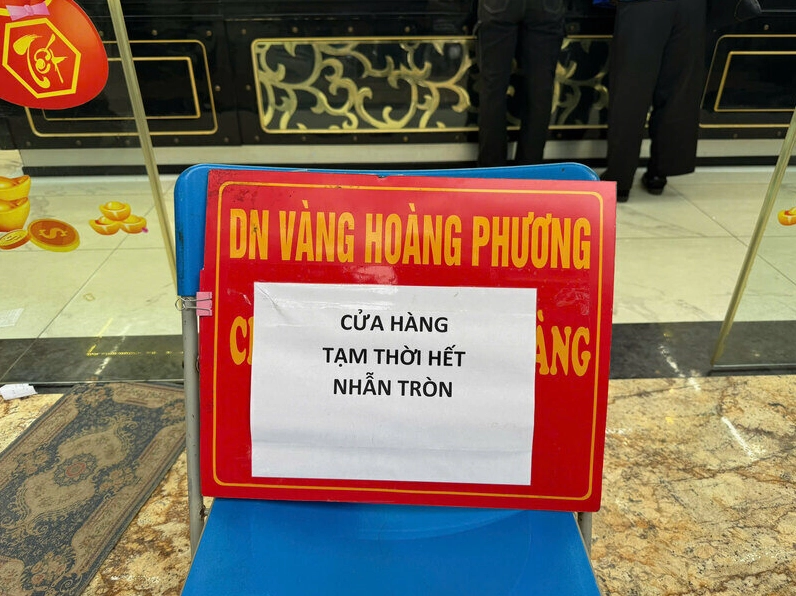 DN VÀNG HOÀNG PHƯƠNG
CỬA HÀNG
TẠM THỜI HẾT
NHẪN TRÒN